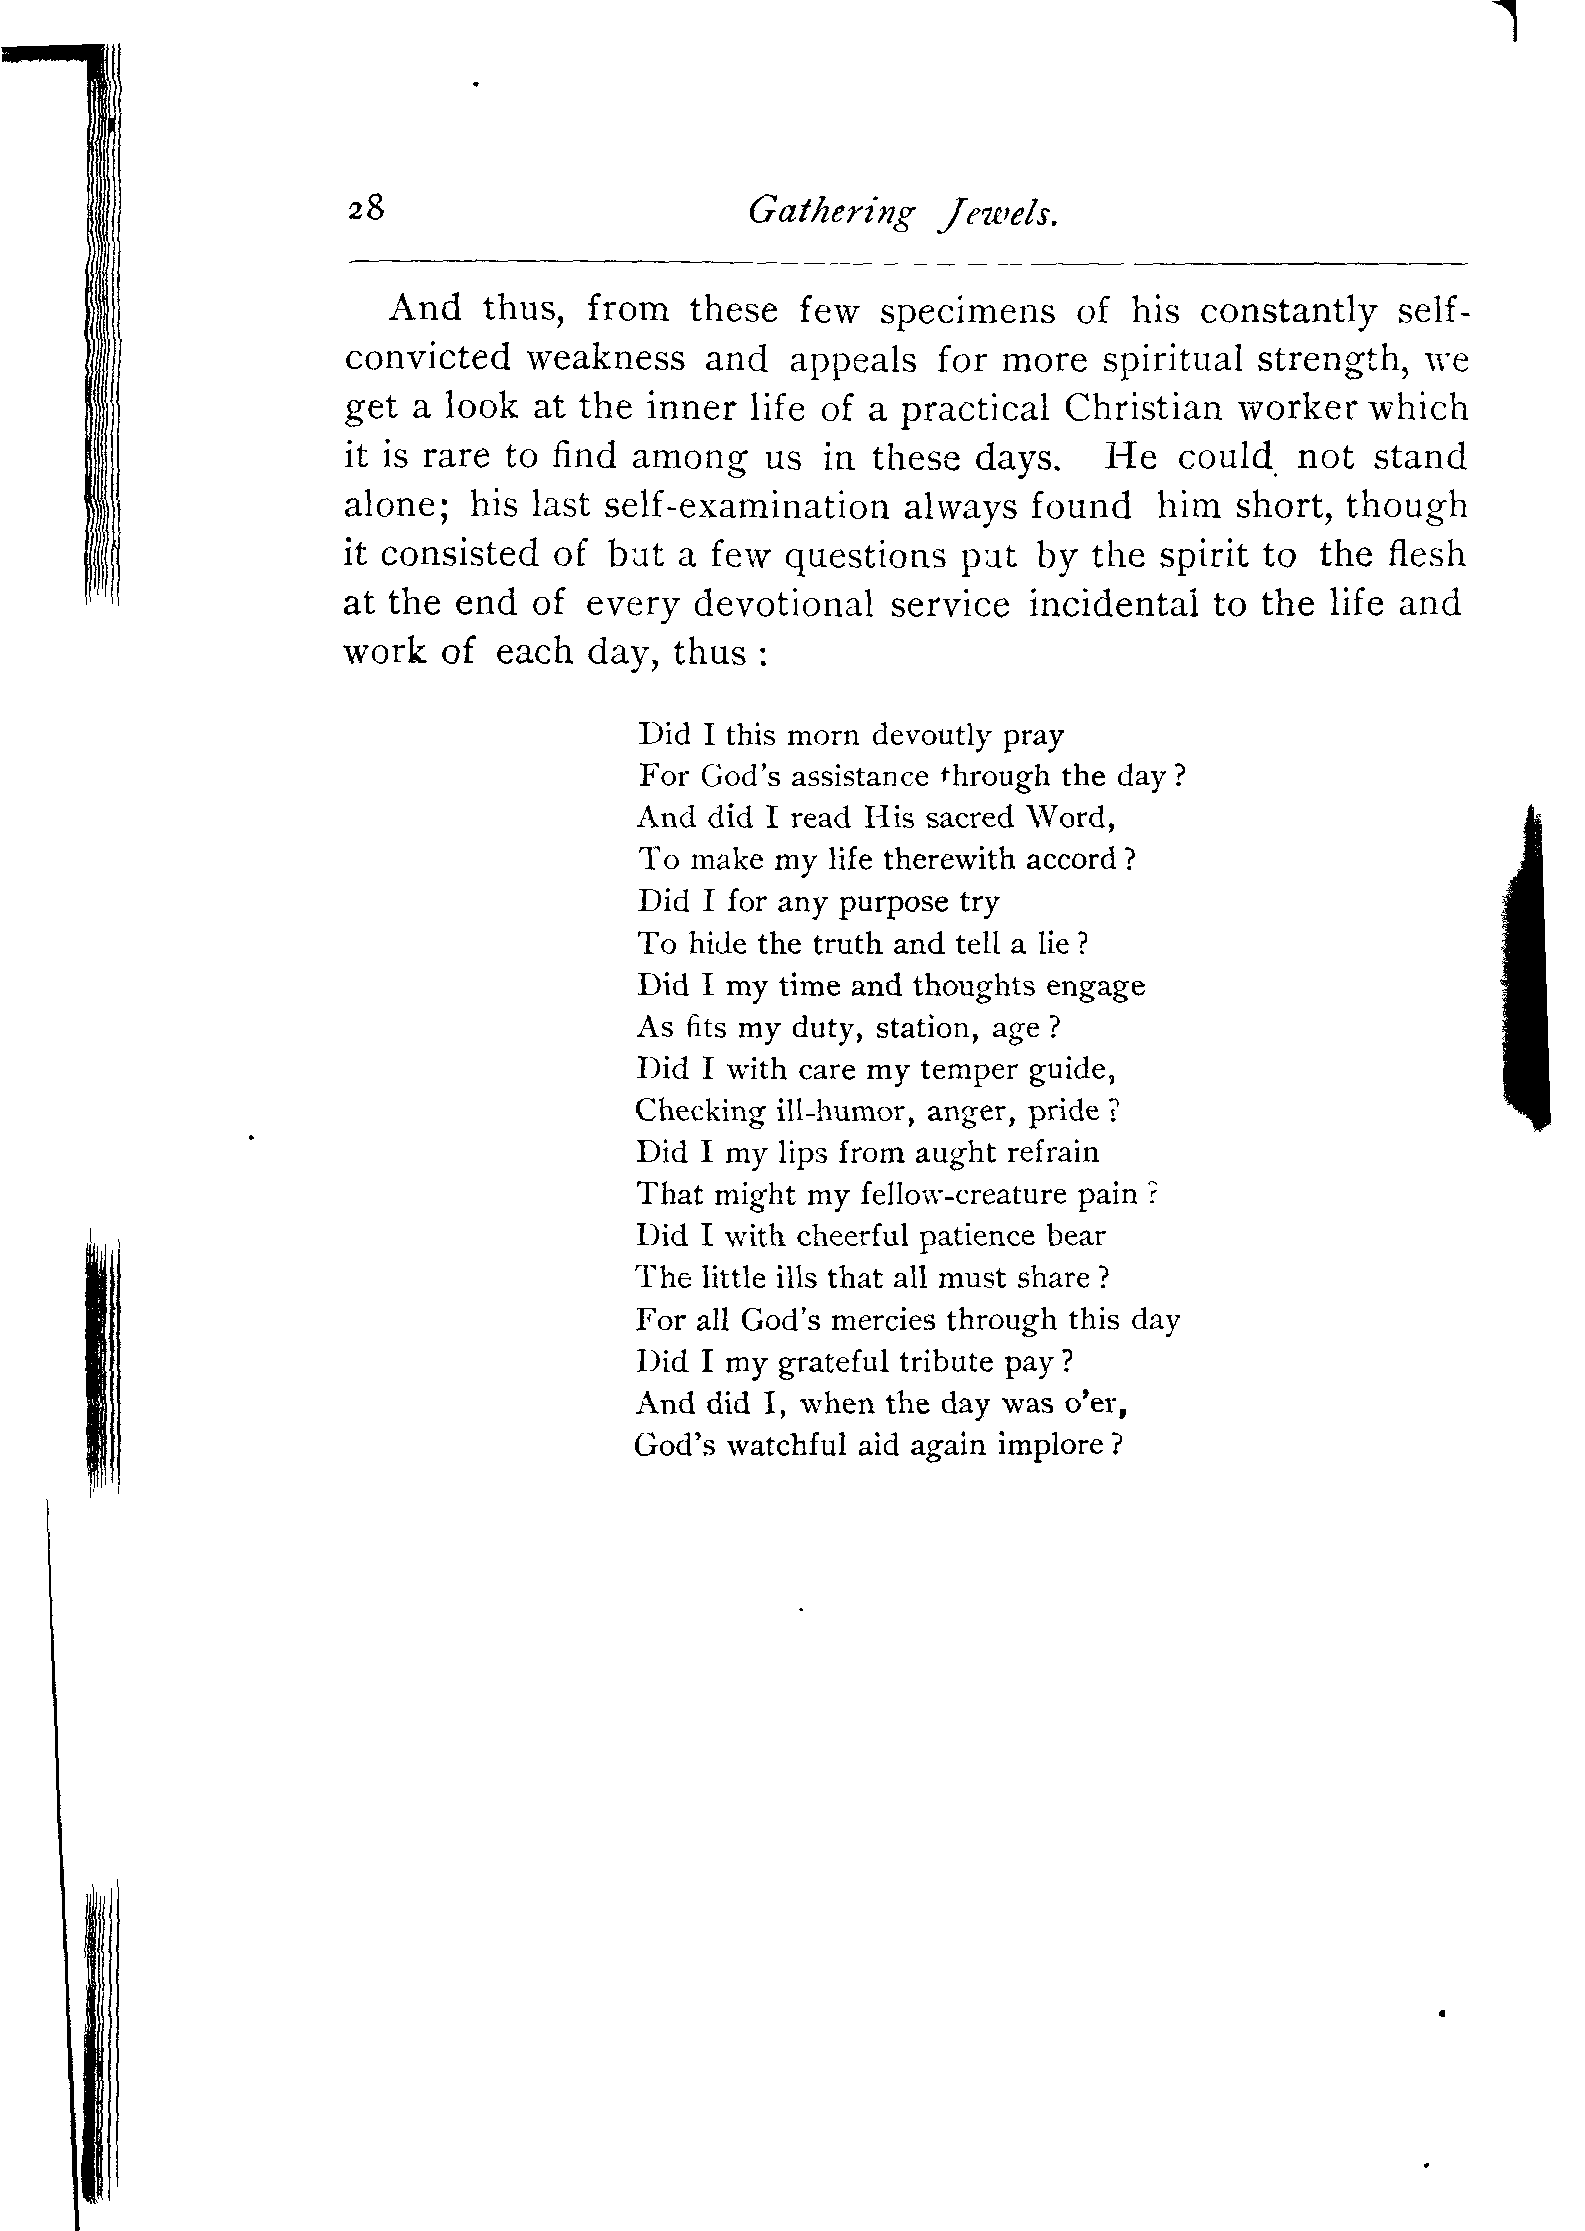 28 Gathering Jewels.
And thus, from these few specimens of his constantly self-
convicted weakness and appeals for more spiritual strength, we
get a look at the inner life of a practical Christian worker which
it is rare to find among us in these days. He could not stand
alone; his last self-examination always found him short, though
it consisted of but a few questions put by the spirit to the flesh
at the end of every devotional service incidental to the life and
work of each day, thus :
Did I this morn devoutly pray
For God's assistance through the day ?
And did I read His sacred Word,
To make my life therewith accord ?
Did I for any purpose try
To hide the truth and tell a lie ?
Did I my time and thoughts engage
As fits my duty, station, age ?
Did I with care my temper guide,
Checking ill-humor, anger, pride ?
Did I my lips from aught refrain
That might my fellow-creature pain ?
Did I with cheerful patience bear
The little ills that all must share ?
For all God's mercies through this day
Did I my grateful tribute pay ?
And did I, when the day was o'er,
God's watchful aid again implore ?